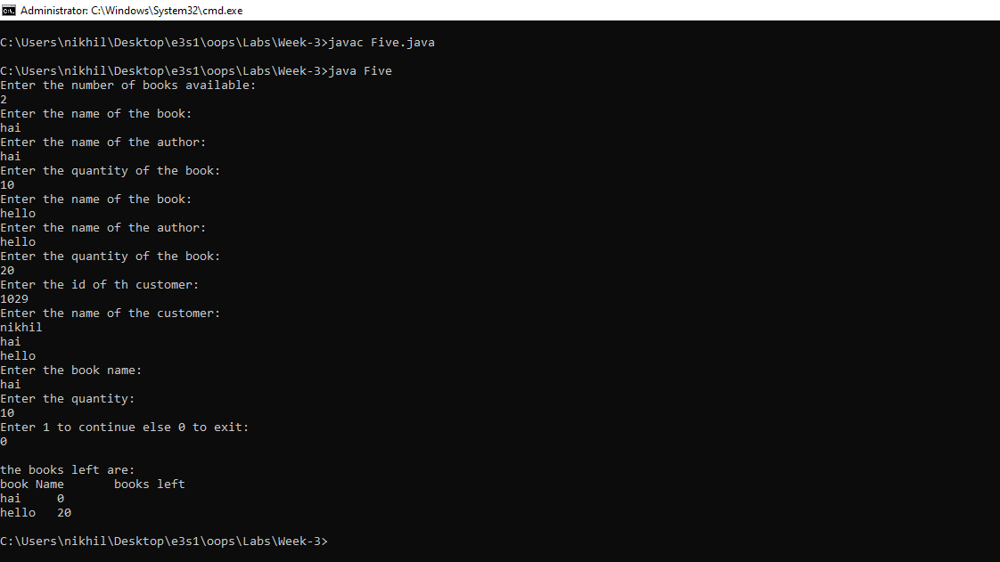 Administrator: C:\Windows\System32\cmd.exe
C:\Users\nikhil\Desktop\e3s1\oops\Labs\Week-3>javac Five.java
C:\Users\nikhil\Desktop\e3s1\oops\Labs\Week-3>java Five
Enter the number of books available:
2
Enter the name of the book:
hai
Enter the name of the author:
hai
Enter the quantity of the book:
10
Enter the name of the book:
hello
Enter the name of the author:
hello
Enter the quantity of the book:
20
Enter the id of th customer:
1029
Enter the name of the customer:
nikhil
hai
hello
Enter the book name:
hai
Enter the quantity:
10
Enter 1 to continue else 0 to exit:
0
the books left are:
book Name       books left
hai     0
hello   20
C:\Users\nikhil\Desktop\e3s1\oops\Labs\Week-3>